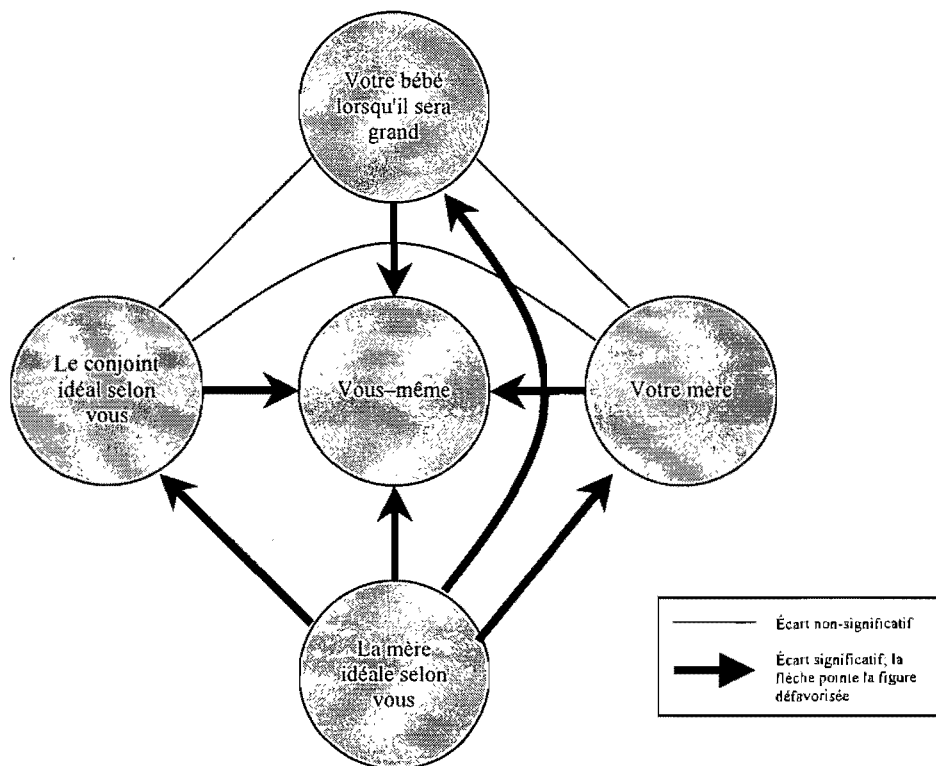 Votre bébé
lorsqu'il sera
grand
Le conjoint
idéal selon
vous
Vous–même
Votre mère
La mère
idéale selon
vous
Écart non-significatif
Écart significatif; la
flèche pointe la figure
défavorisée